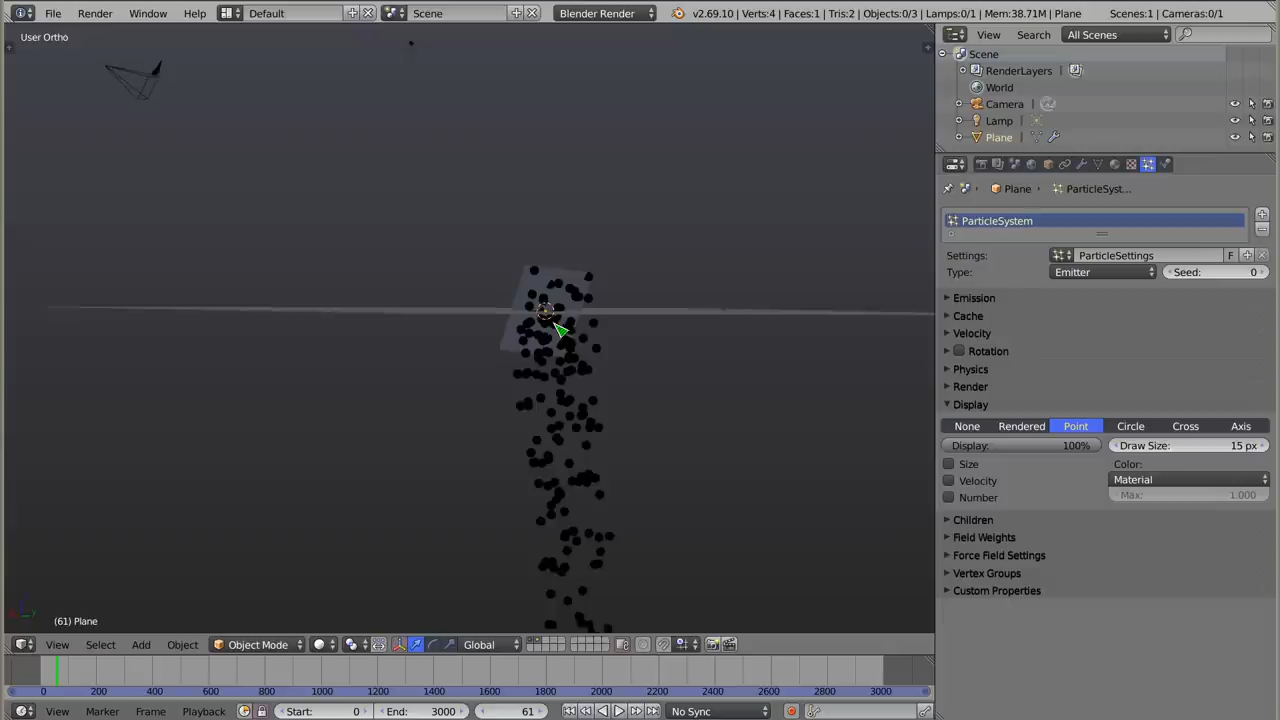 File Render Window Help Default Scene Blender Render v2.69.10 | Verts:4 | Faces:1 | Tris:2 | Objects:0/3 | Lamps:0/1 | Mem:38.71M | Plane Scenes:1 | Cameras:0/1
User Ortho
View Search All Scenes
Scene
RenderLayers
World
Camera
Lamp
Plane
Plane ParticleSyst...
ParticleSystem
Settings: ParticleSettings F
Type: Emitter Seed: 0
Emission
Cache
Velocity
Rotation
Physics
Render
Display
None Rendered Point Circle Cross Axis
Display: 100% Draw Size: 15 px
Size Color:
Velocity Material
Number Max: 1.000
Children
Field Weights
Force Field Settings
Vertex Groups
Custom Properties
(61) Plane
View Select Add Object Object Mode Global
0 200 400 600 800 1000 1200 1400 1600 1800 2000 2200 2400 2600 2800 3000
View Marker Frame Playback Start: 0 End: 3000 61 No Sync